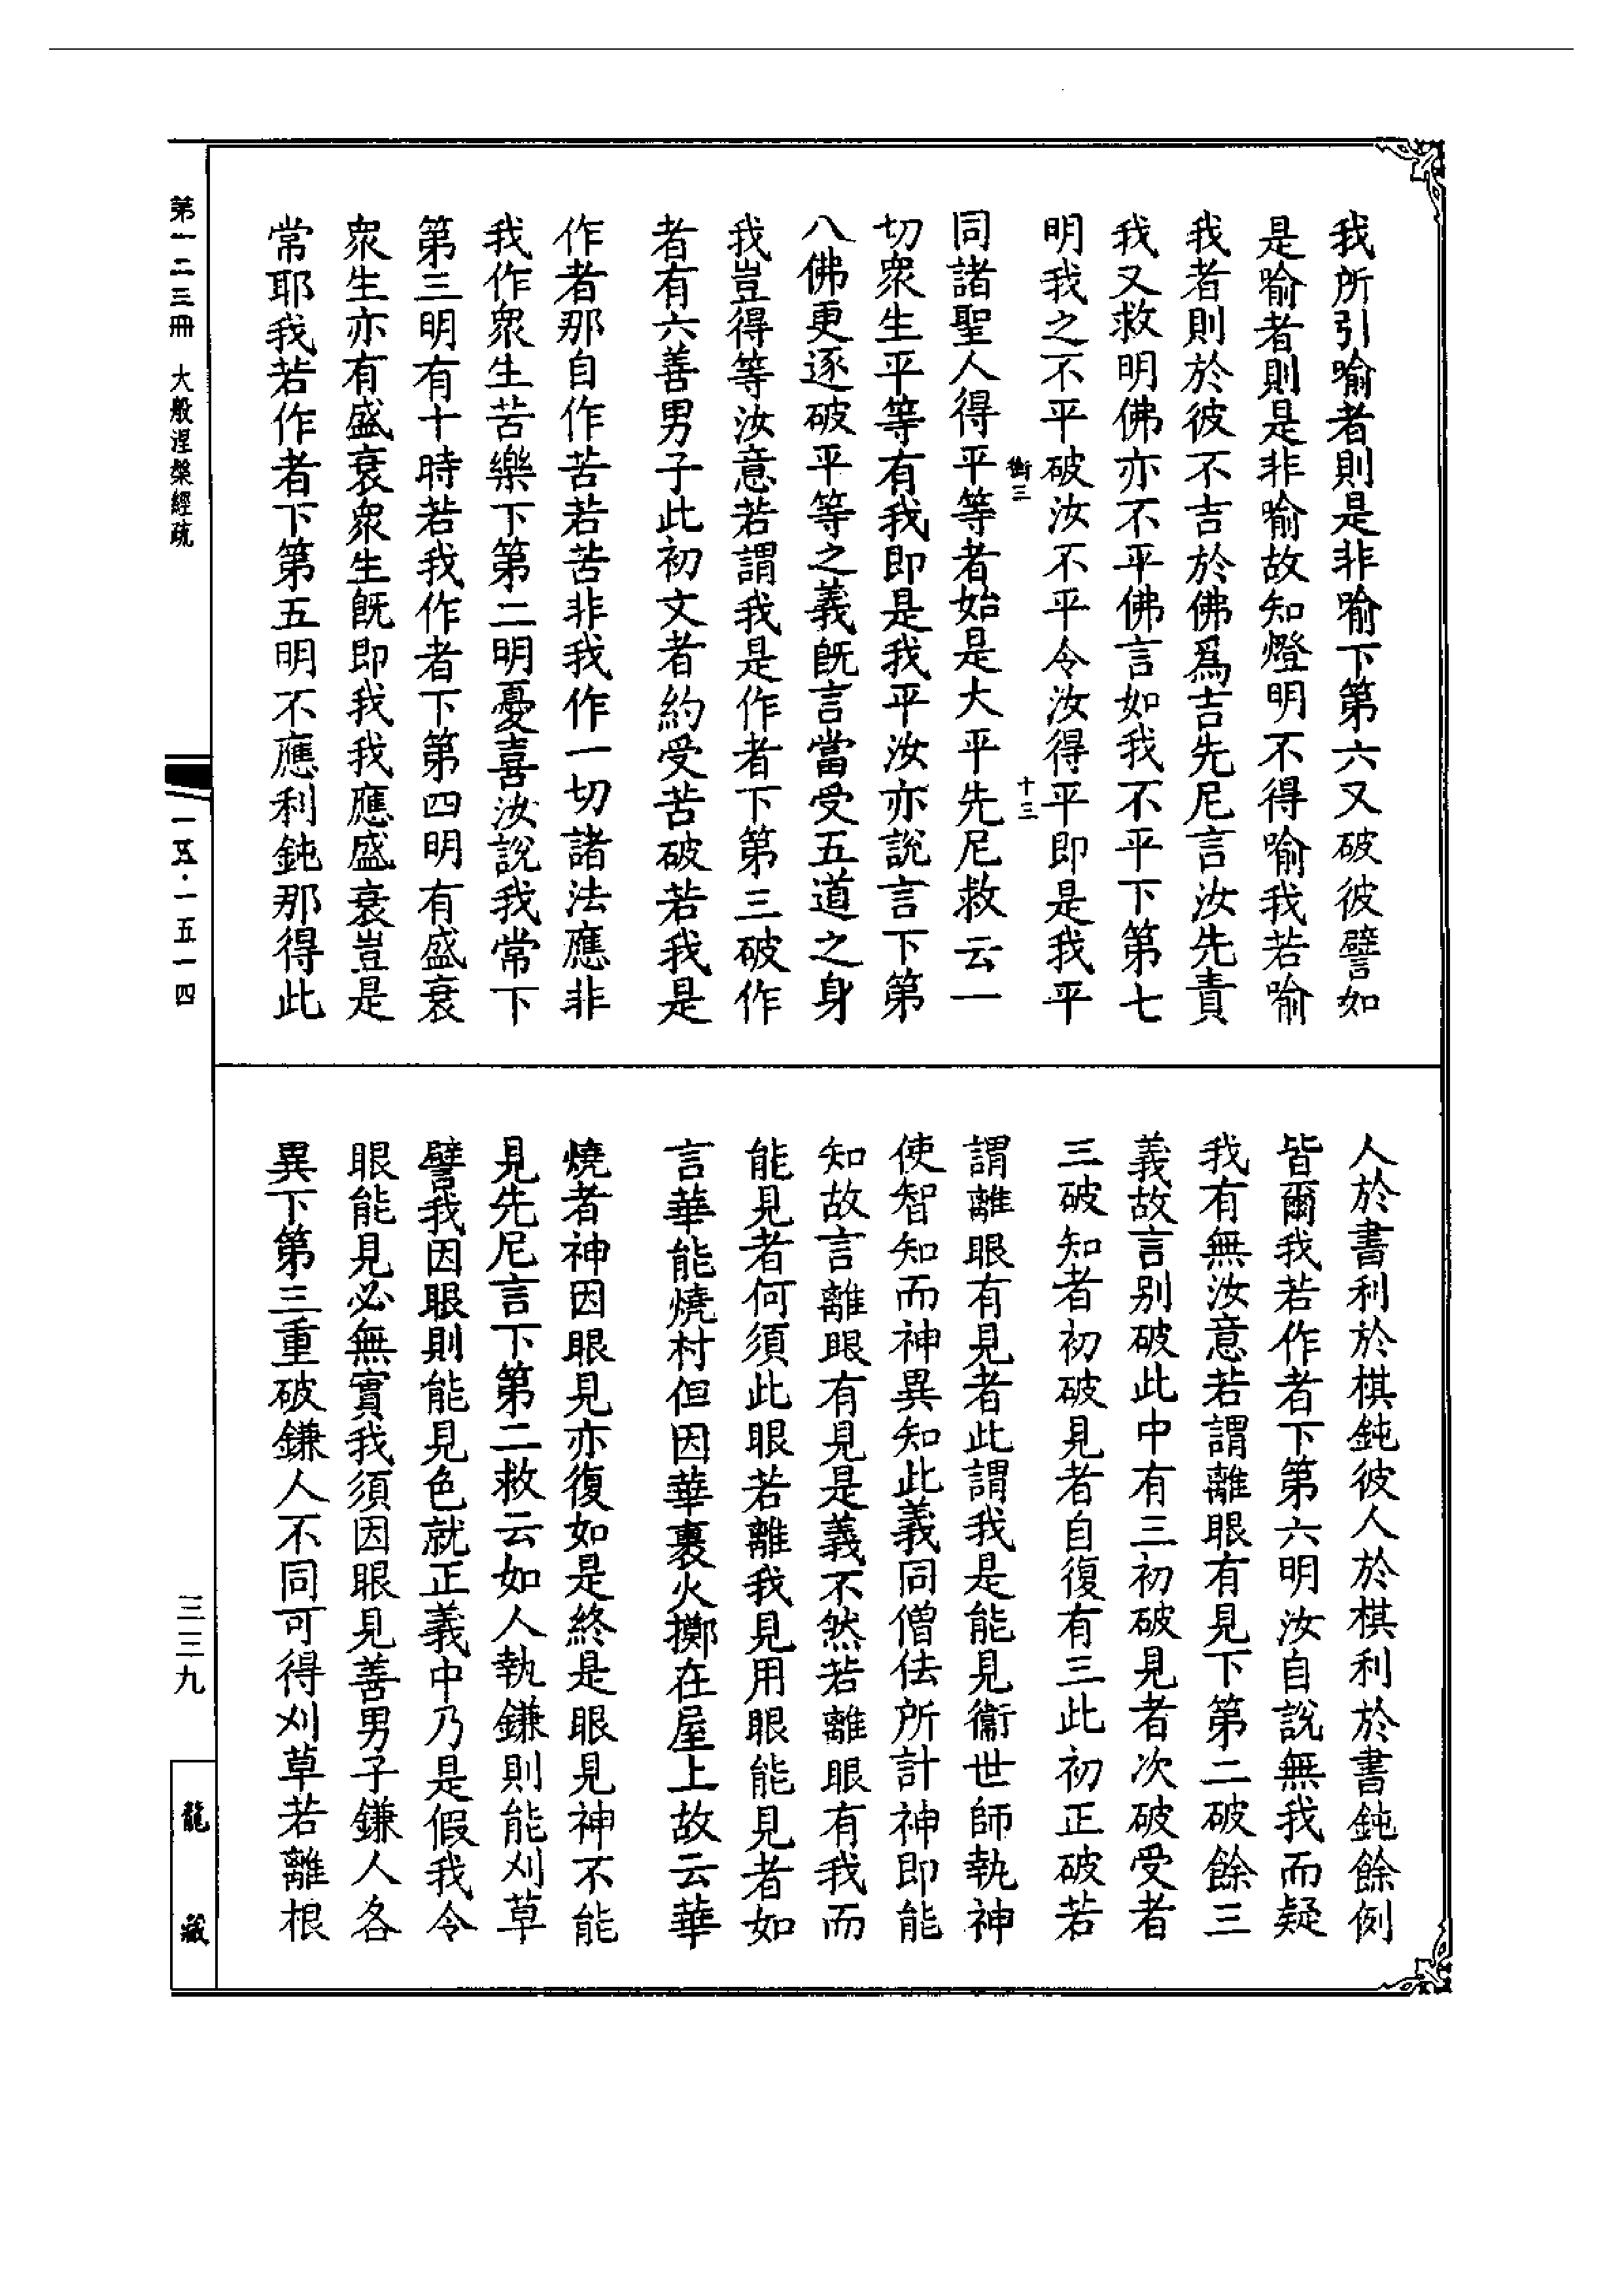 我所引喻者則是非喻下第六又破彼譬如
是喻者則是非喻故知燈明不得喻我若喻
我者則於彼不吉於佛爲吉先尼言汝先責
我又救明佛亦不平佛言如我不平下第七
明我之不平破汝不平令汝得平即是我平
衡三 十三
同諸聖人得平等者始是大平先尼救云一
切衆生平等有我即是我平汝亦說言下第
八佛更逐破平等之義既言當受五道之身
我豈得等汝意若謂我是作者下第三破作
者有六善男子此初文者約受苦破若我是
作者那自作苦若苦非我作一切諸法應非
我作衆生苦樂下第二明憂喜汝說我常下
第三明有十時若我作者下第四明有盛衰
衆生亦有盛衰衆生既即我我應盛衰豈是
常耶我若作者下第五明不應利鈍那得此
人於書利於棋鈍彼人於棋利於書鈍餘例
皆爾我若作者下第六明汝自說無我而疑
我有無汝意若謂離眼有見下第二破餘三
義故言別破此中有三初破見者次破受者
三破知者初破見者自復有三此初正破若
謂離眼有見者此謂我是能見衞世師執神
使智知而神異知此義同僧佉所計神即能
知故言離眼有見是義不然若離眼有我而
能見者何須此眼若離我見用眼能見者如
言華能燒村但因華裏火擲在屋上故云華
燒者神因眼見亦復如是終是眼見神不能
見先尼言下第二救云如人執鎌則能刈草
譬我因眼則能見色就正義中乃是假我令
眼能見必無實我須因眼見善男子鎌人各
異下第三重破鎌人不同可得刈草若離根
第一二三冊 大般涅槃經疏
一五一四
三三九
龍藏